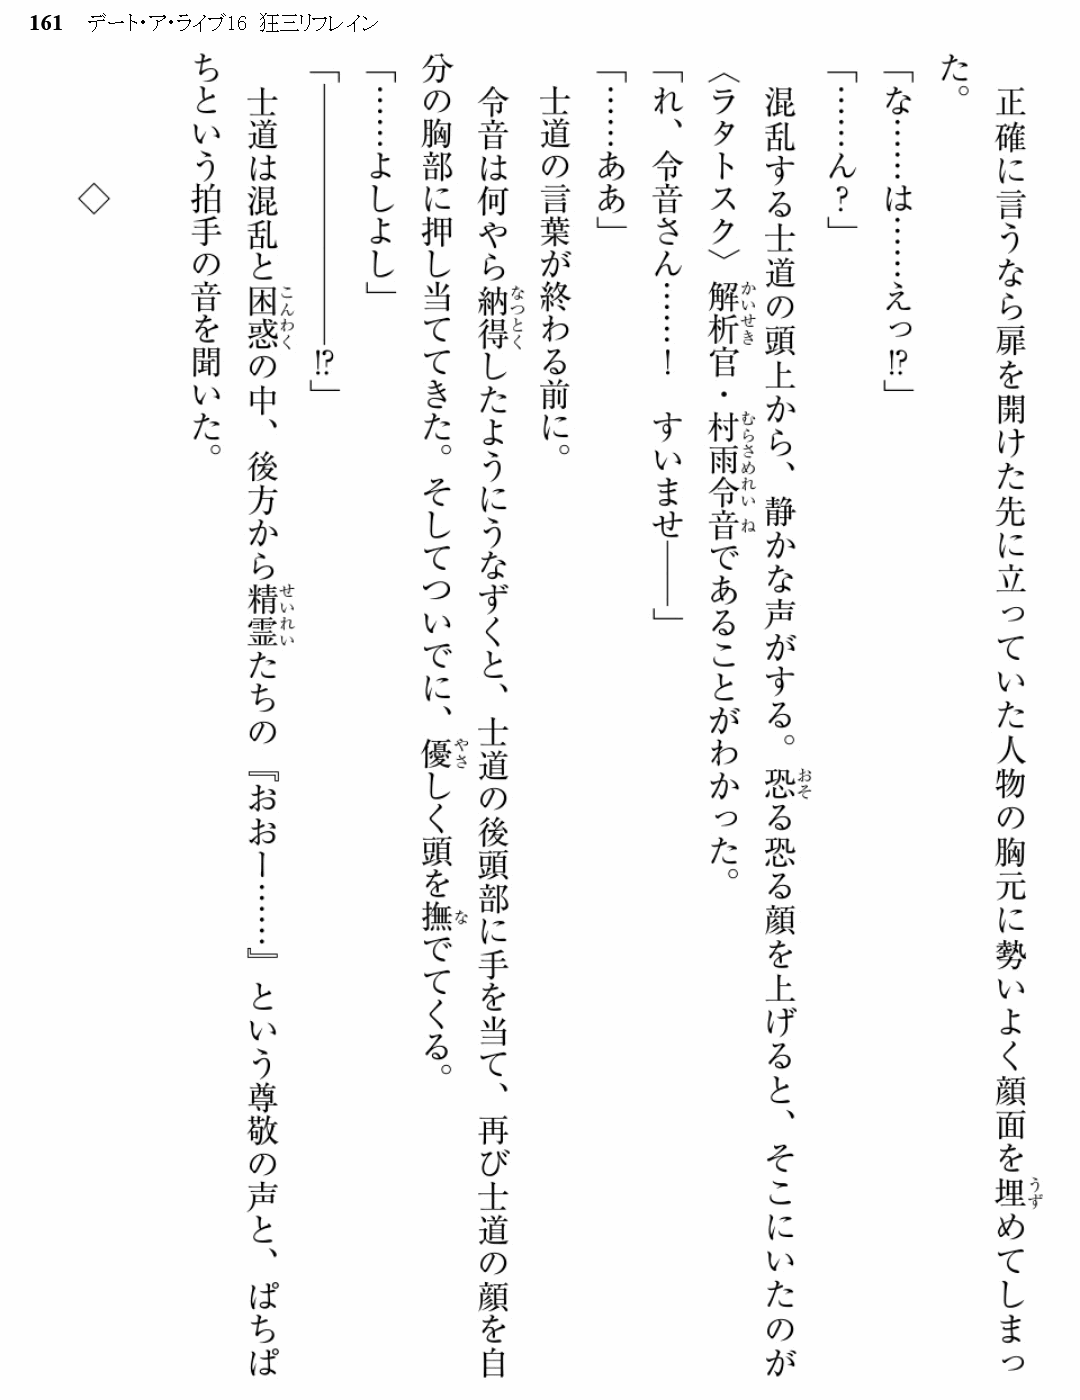 161 デート・ア・ライブ16 狂三リフレイン
　正確に言うなら扉を開けた先に立っていた人物の胸元に勢いよく顔面を埋めてしまっ
た。
「な……は……えっ⁉」
「……ん？」
　混乱する士道の頭上から、静かな声がする。恐る恐る顔を上げると、そこにいたのが
〈ラタトスク〉解析官・村雨令音であることがわかった。
「れ、令音さん……！　すいませ――」
「……ああ」
　士道の言葉が終わる前に。
　令音は何やら納得したようにうなずくと、士道の後頭部に手を当て、再び士道の顔を自
分の胸部に押し当ててきた。そしてついでに、優しく頭を撫でてくる。
「……よしよし」
「――――――――⁉」
　士道は混乱と困惑の中、後方から精霊たちの『おおー……』という尊敬の声と、ぱちぱ
ちという拍手の音を聞いた。
◇